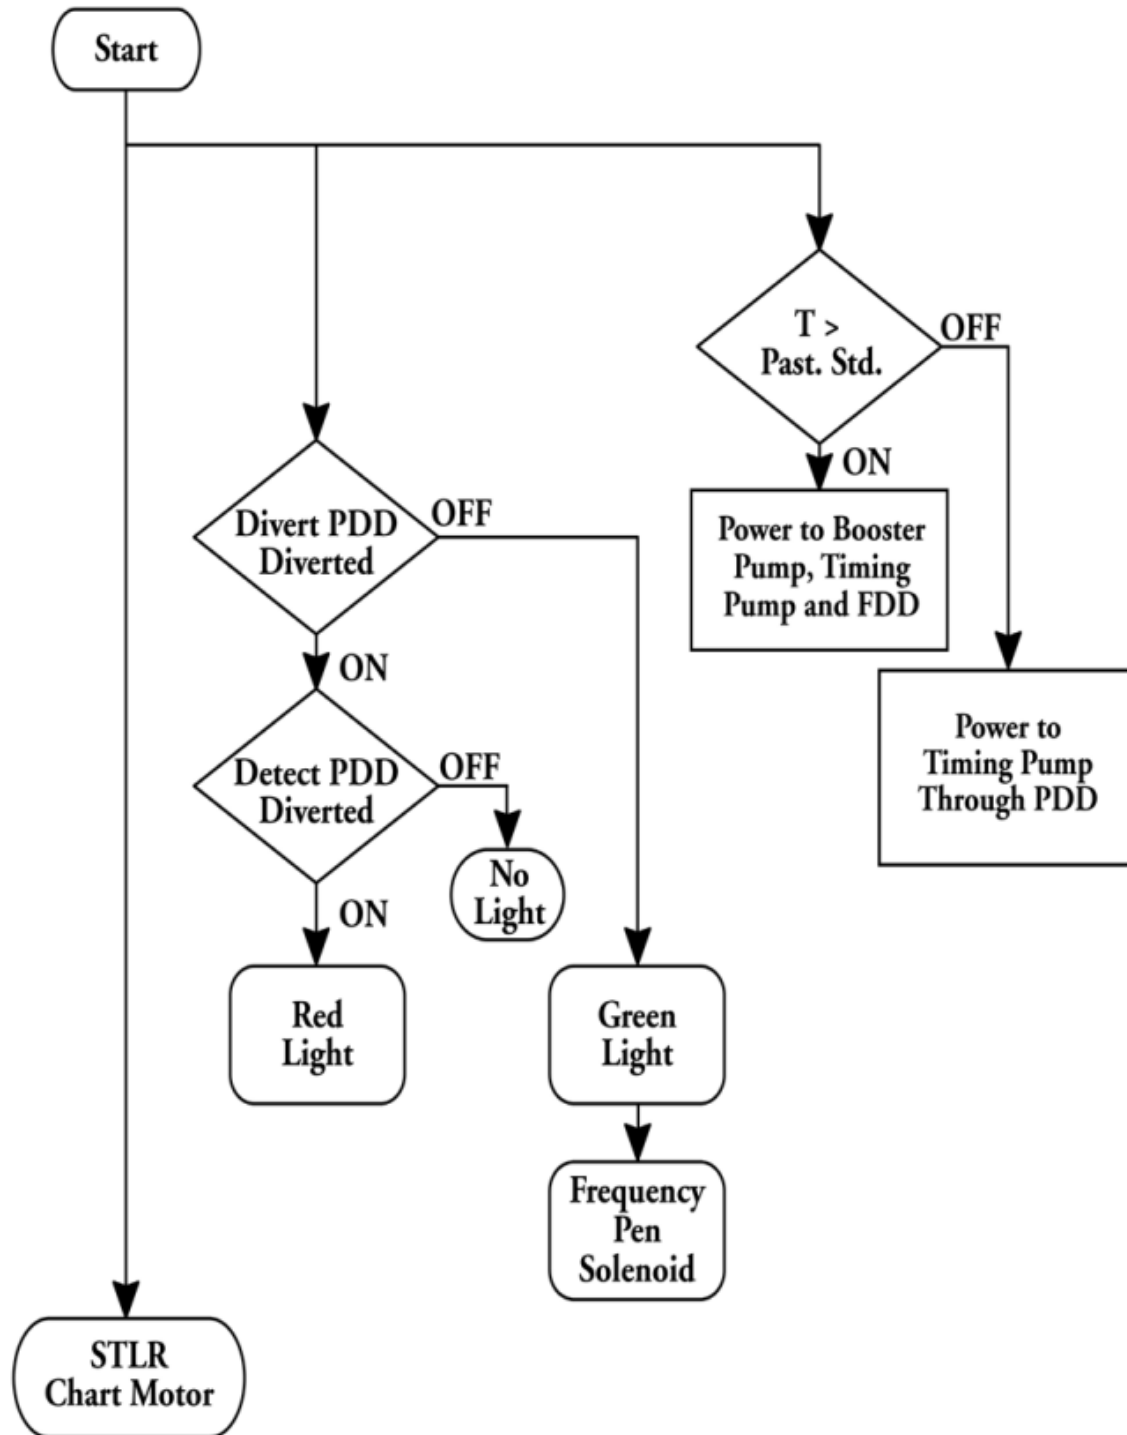 Start
T >
Past. Std.
OFF
ON
Power to Booster
Pump, Timing
Pump and FDD
Divert PDD
Diverted
OFF
ON
Power to
Timing Pump
Through PDD
Detect PDD
Diverted
OFF
No
Light
ON
Red
Light
Green
Light
Frequency
Pen
Solenoid
STLR
Chart Motor